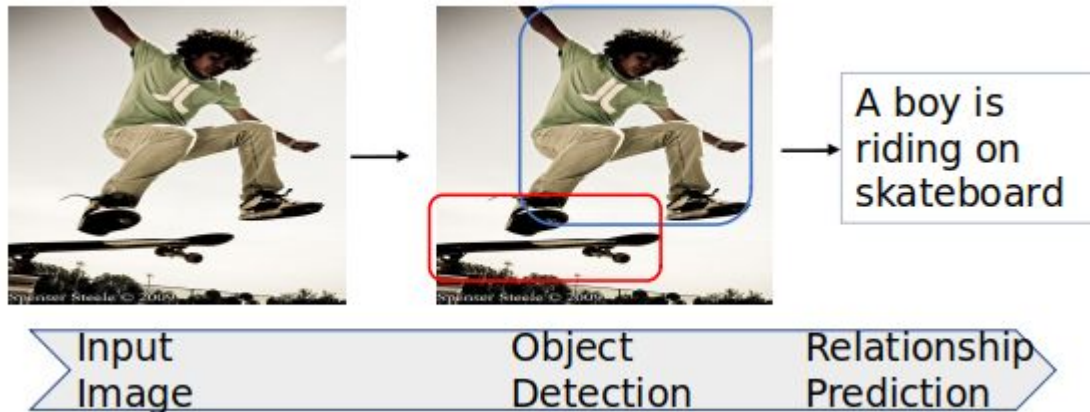 A boy is
riding on
skateboard
Spenser Steele © 2009
Spenser Steele © 2009
Input
Image
Object
Detection
Relationship
Prediction